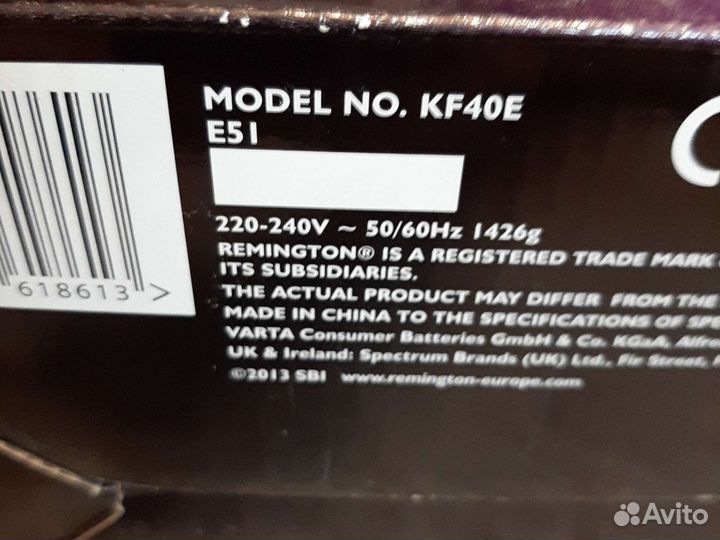 MODEL NO. KF40E
E51
220-240V ~ 50/60Hz 1426g
REMINGTON® IS A REGISTERED TRADE MARK
ITS SUBSIDIARIES.
THE ACTUAL PRODUCT MAY DIFFER FROM THE
MADE IN CHINA TO THE SPECIFICATIONS OF
VARTA Consumer Batteries GmbH & Co. KGaA,
UK & Ireland: Spectrum Brands (UK) Ltd., Fir Street,
©2013 SBI www.remington-europe.com
618613 >
Avito